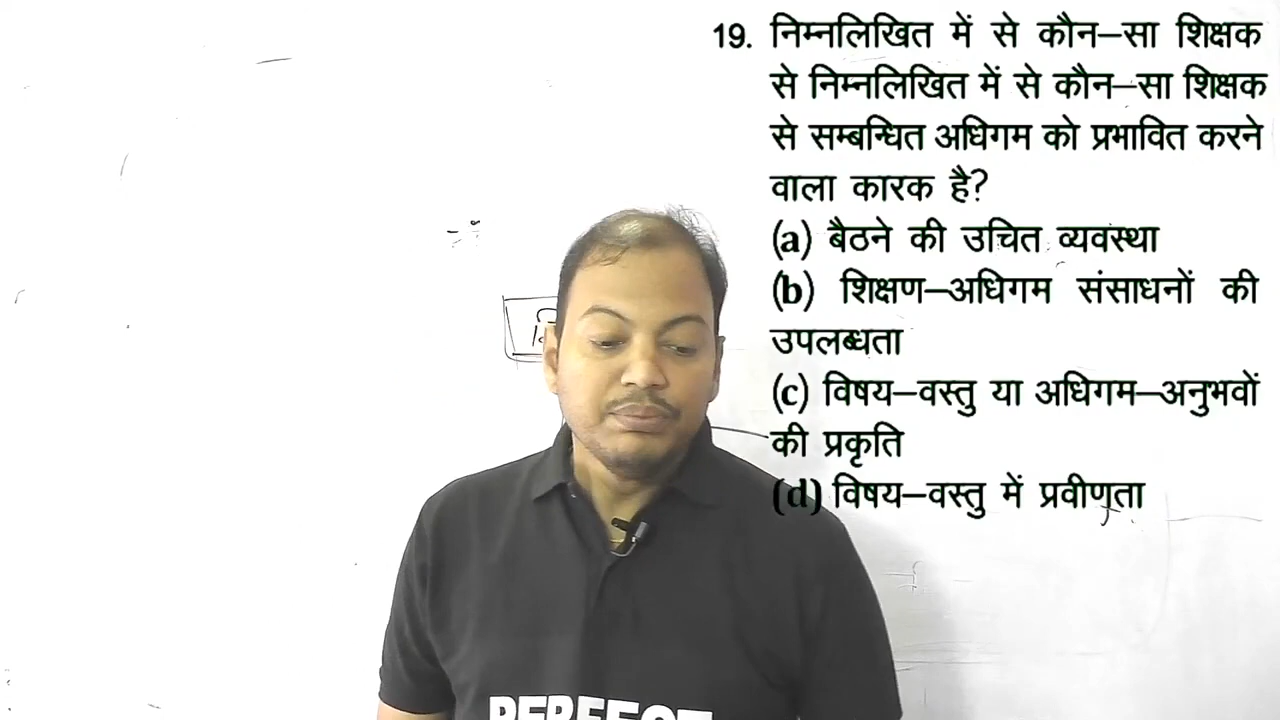 19. निम्नलिखित में से कौन–सा शिक्षक
से निम्नलिखित में से कौन–सा शिक्षक
से सम्बन्धित अधिगम को प्रभावित करने
वाला कारक है?
(a) बैठने की उचित व्यवस्था
(b) शिक्षण–अधिगम संसाधनों की
उपलब्धता
(c) विषय–वस्तु या अधिगम–अनुभवों
की प्रकृति
(d) विषय–वस्तु में प्रवीणता
PERFECT